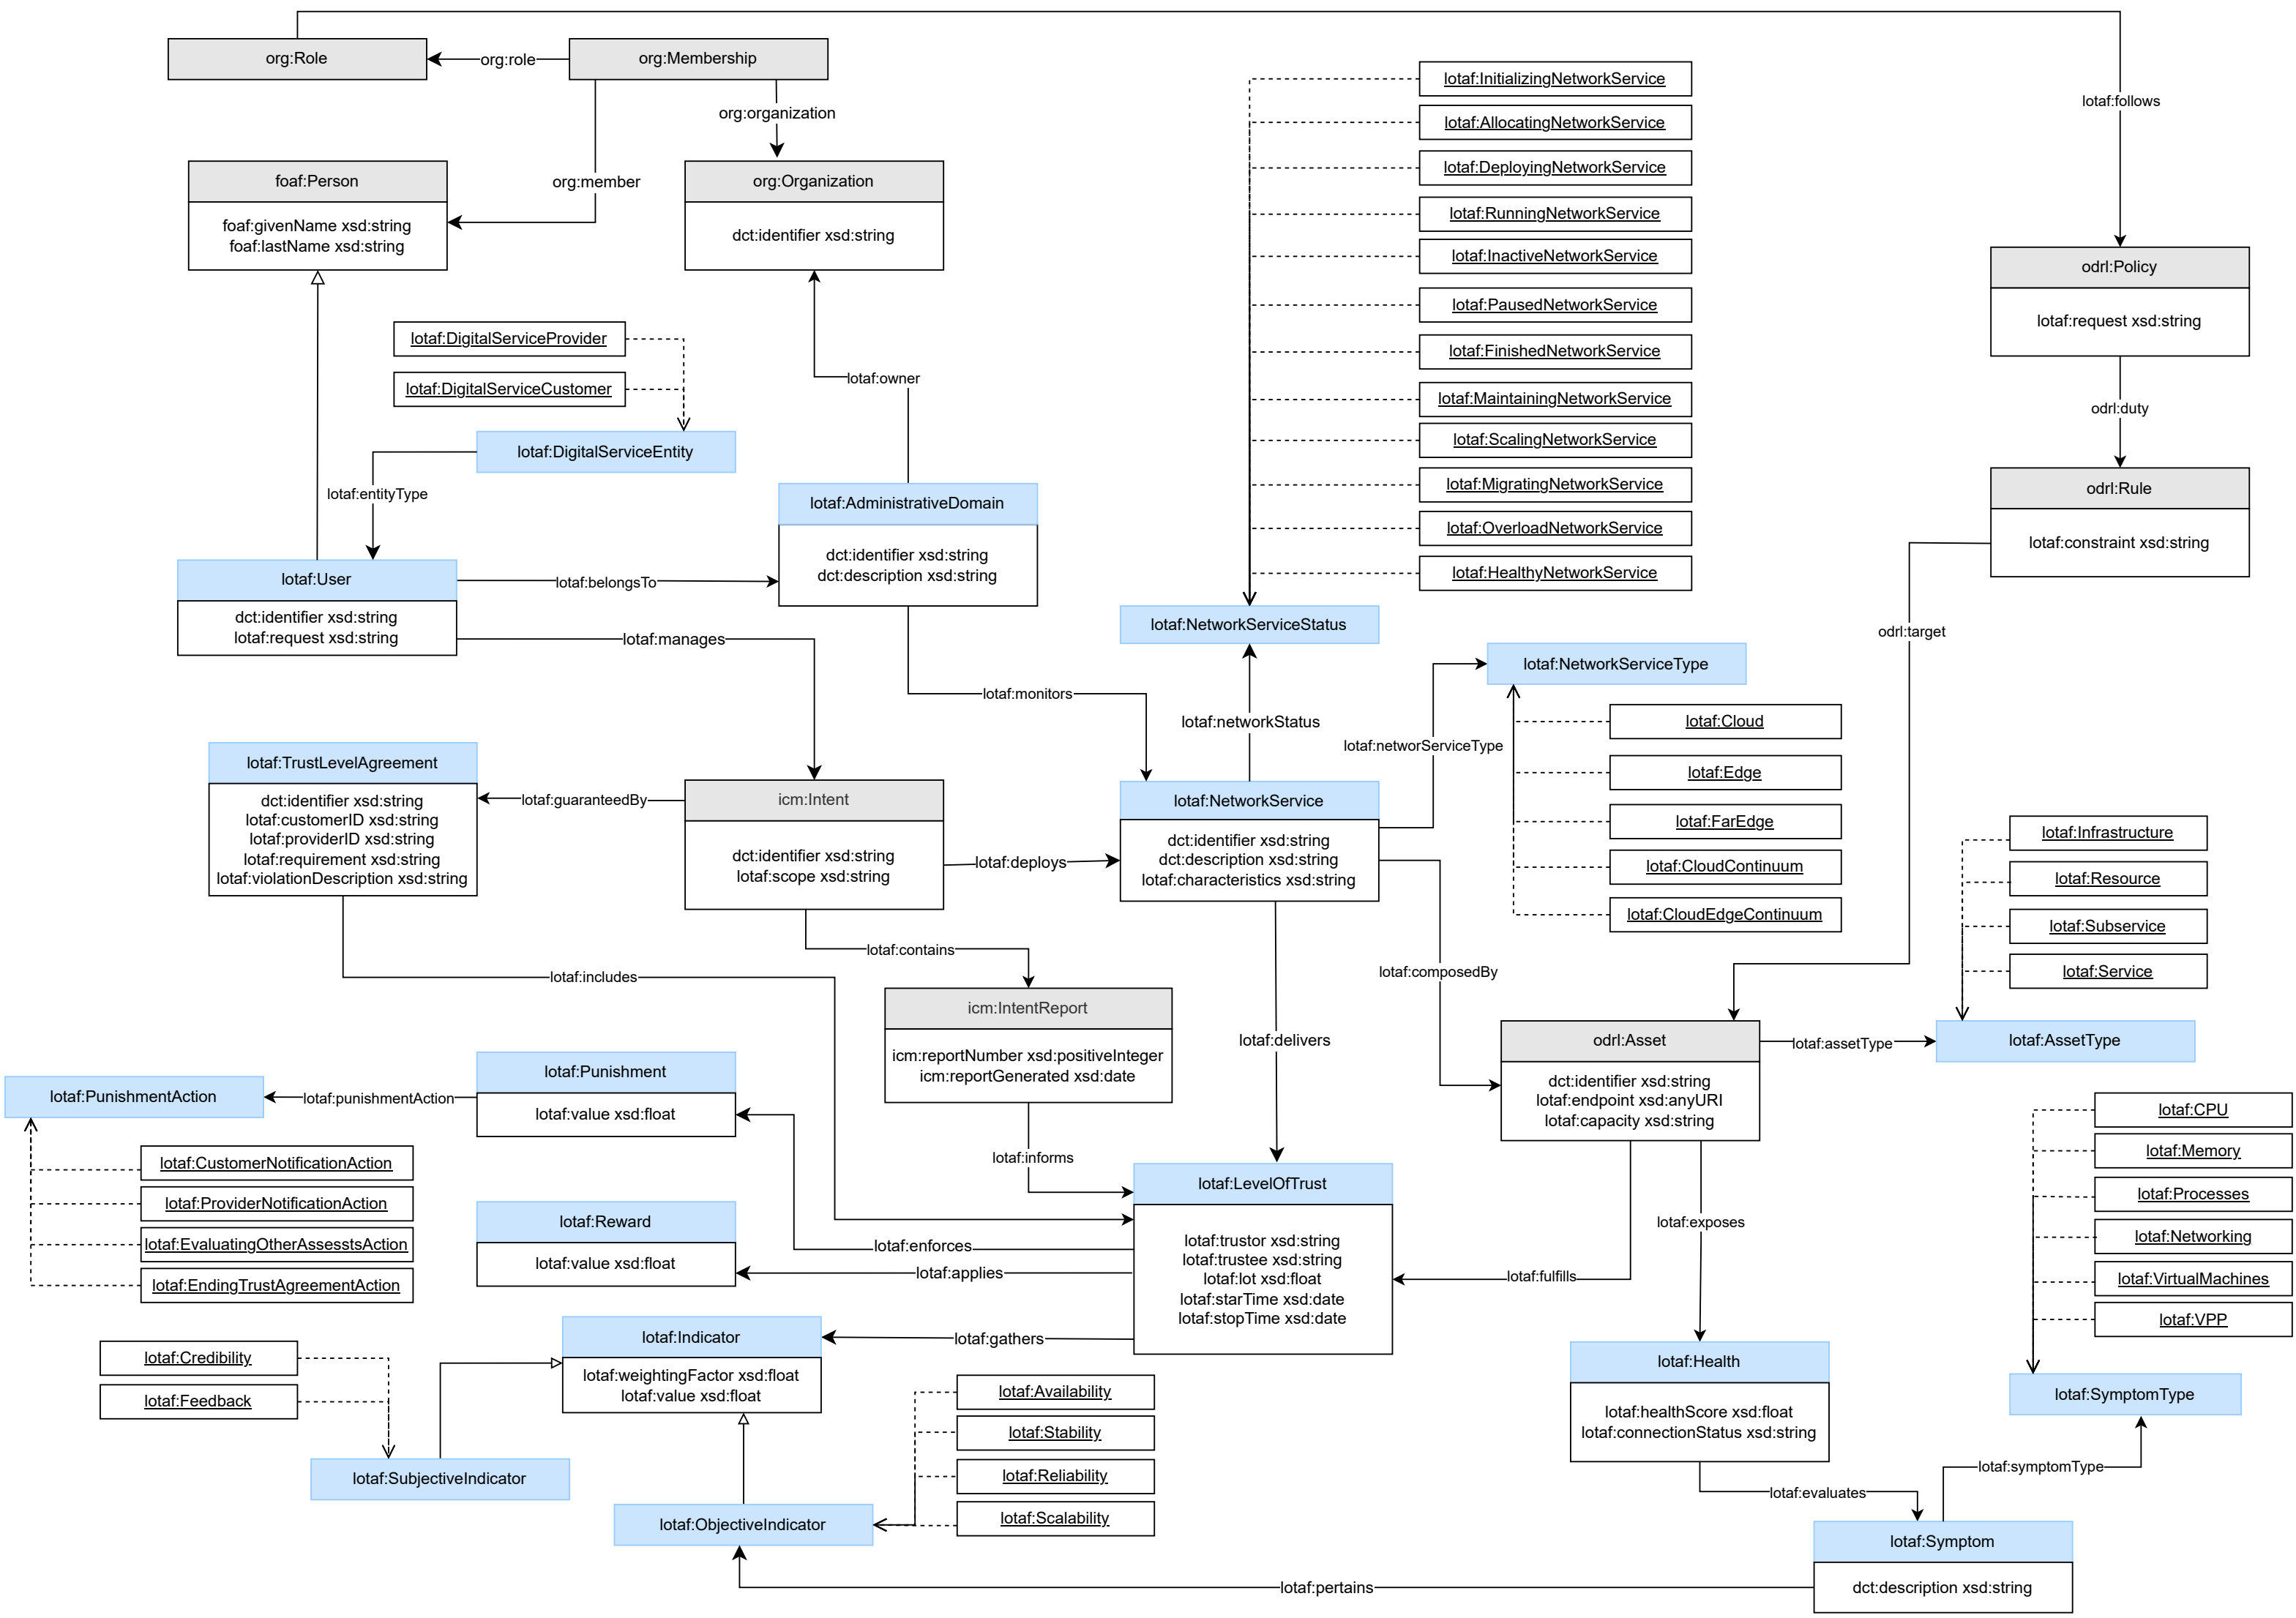 org:Role
org:role
org:Membership
org:organization
lotaf:follows
foaf:Person
foaf:givenName xsd:string
foaf:lastName xsd:string
org:member
org:Organization
dct:identifier xsd:string
lotaf:InitializingNetworkService
lotaf:AllocatingNetworkService
lotaf:DeployingNetworkService
lotaf:RunningNetworkService
lotaf:InactiveNetworkService
lotaf:PausedNetworkService
lotaf:FinishedNetworkService
lotaf:MaintainingNetworkService
lotaf:ScalingNetworkService
lotaf:MigratingNetworkService
lotaf:OverloadNetworkService
lotaf:HealthyNetworkService
lotaf:NetworkServiceStatus
odrl:Policy
lotaf:request xsd:string
odrl:duty
odrl:Rule
lotaf:constraint xsd:string
odrl:target
lotaf:DigitalServiceProvider
lotaf:DigitalServiceCustomer
lotaf:DigitalServiceEntity
lotaf:entityType
lotaf:owner
lotaf:AdministrativeDomain
dct:identifier xsd:string
dct:description xsd:string
lotaf:User
dct:identifier xsd:string
lotaf:request xsd:string
lotaf:belongsTo
lotaf:manages
lotaf:monitors
lotaf:networkStatus
lotaf:networServiceType
lotaf:NetworkServiceType
lotaf:Cloud
lotaf:Edge
lotaf:FarEdge
lotaf:CloudContinuum
lotaf:CloudEdgeContinuum
lotaf:TrustLevelAgreement
dct:identifier xsd:string
lotaf:customerID xsd:string
lotaf:providerID xsd:string
lotaf:requirement xsd:string
lotaf:violationDescription xsd:string
lotaf:guaranteedBy
icm:Intent
dct:identifier xsd:string
lotaf:scope xsd:string
lotaf:deploys
lotaf:NetworkService
dct:identifier xsd:string
dct:description xsd:string
lotaf:characteristics xsd:string
lotaf:Infrastructure
lotaf:Resource
lotaf:Subservice
lotaf:Service
lotaf:AssetType
lotaf:contains
lotaf:includes
lotaf:composedBy
icm:IntentReport
icm:reportNumber xsd:positiveInteger
icm:reportGenerated xsd:date
lotaf:delivers
odrl:Asset
dct:identifier xsd:string
lotaf:endpoint xsd:anyURI
lotaf:capacity xsd:string
lotaf:assetType
lotaf:PunishmentAction
lotaf:punishmentAction
lotaf:Punishment
lotaf:value xsd:float
lotaf:CustomerNotificationAction
lotaf:ProviderNotificationAction
lotaf:EvaluatingOtherAssesstsAction
lotaf:EndingTrustAgreementAction
lotaf:Reward
lotaf:value xsd:float
lotaf:informs
lotaf:enforces
lotaf:applies
lotaf:gathers
lotaf:LevelOfTrust
lotaf:trustor xsd:string
lotaf:trustee xsd:string
lotaf:lot xsd:float
lotaf:starTime xsd:date
lotaf:stopTime xsd:date
lotaf:fulfills
lotaf:exposes
lotaf:CPU
lotaf:Memory
lotaf:Processes
lotaf:Networking
lotaf:VirtualMachines
lotaf:VPP
lotaf:SymptomType
lotaf:Health
lotaf:healthScore xsd:float
lotaf:connectionStatus xsd:string
lotaf:Credibility
lotaf:Feedback
lotaf:SubjectiveIndicator
lotaf:Indicator
lotaf:weightingFactor xsd:float
lotaf:value xsd:float
lotaf:Availability
lotaf:Stability
lotaf:Reliability
lotaf:Scalability
lotaf:ObjectiveIndicator
lotaf:symptomType
lotaf:evaluates
lotaf:Symptom
dct:description xsd:string
lotaf:pertains